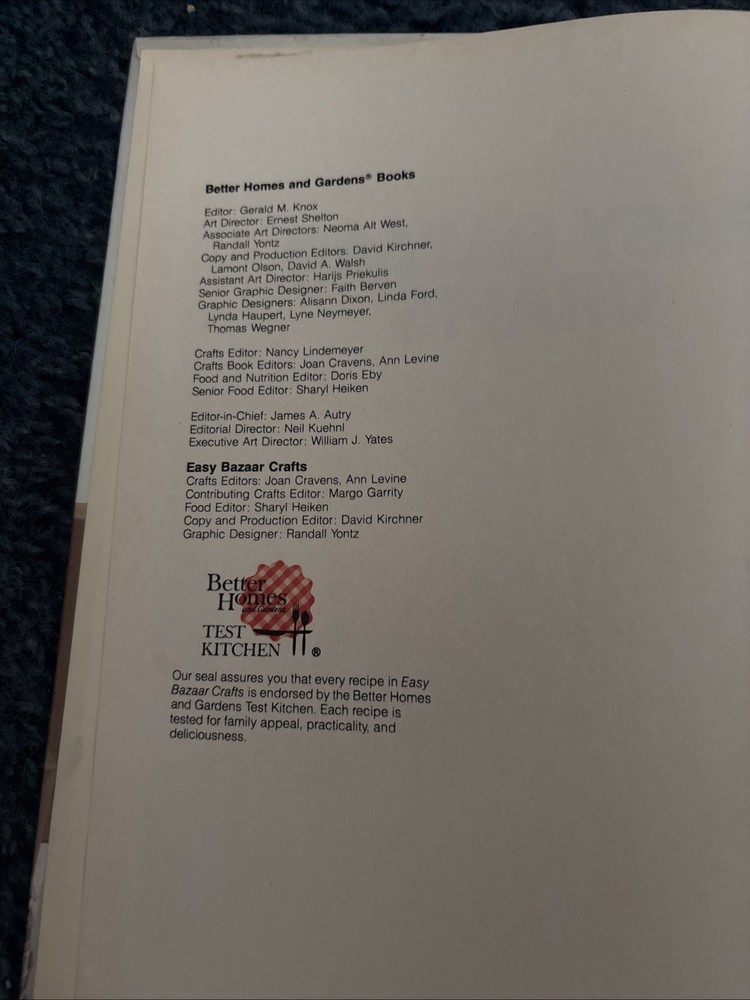 Better Homes and Gardens® Books
Editor: Gerald M. Knox
Art Director: Ernest Shelton
Associate Art Directors: Neoma Alt West,
Randall Yontz
Copy and Production Editors: David Kirchner,
Lamont Olson, David A. Walsh
Assistant Art Director: Harijs Priekulis
Senior Graphic Designer: Faith Berven
Graphic Designers: Alisann Dixon, Linda Ford,
Lynda Haupert, Lyne Neymeyer,
Thomas Wegner
Crafts Editor: Nancy Lindemeyer
Crafts Book Editors: Joan Cravens, Ann Levine
Food and Nutrition Editor: Doris Eby
Senior Food Editor: Sharyl Heiken
Editor-in-Chief: James A. Autry
Editorial Director: Neil Kuehnl
Executive Art Director: William J. Yates
Easy Bazaar Crafts
Crafts Editors: Joan Cravens, Ann Levine
Contributing Crafts Editor: Margo Garrity
Food Editor: Sharyl Heiken
Copy and Production Editor: David Kirchner
Graphic Designer: Randall Yontz
Better
Homes
and Gardens
TEST
KITCHEN ®
Our seal assures you that every recipe in Easy
Bazaar Crafts is endorsed by the Better Homes
and Gardens Test Kitchen. Each recipe is
tested for family appeal, practicality, and
deliciousness.